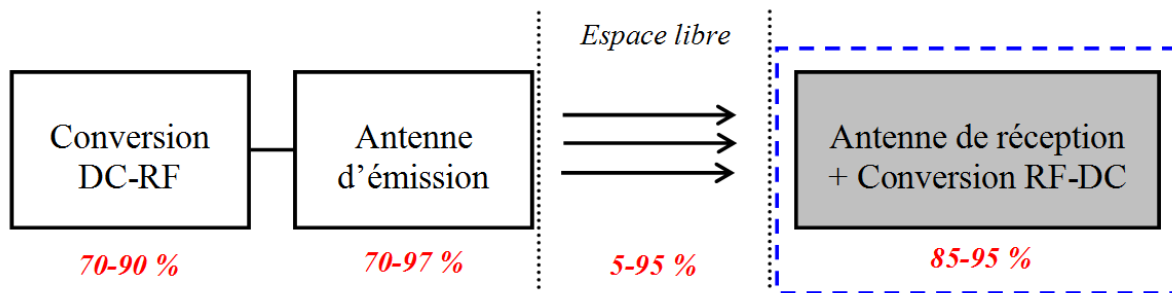 Espace libre
Conversion
DC-RF
Antenne
d’émission
Antenne de réception
+ Conversion RF-DC
70-90 %
70-97 %
5-95 %
85-95 %